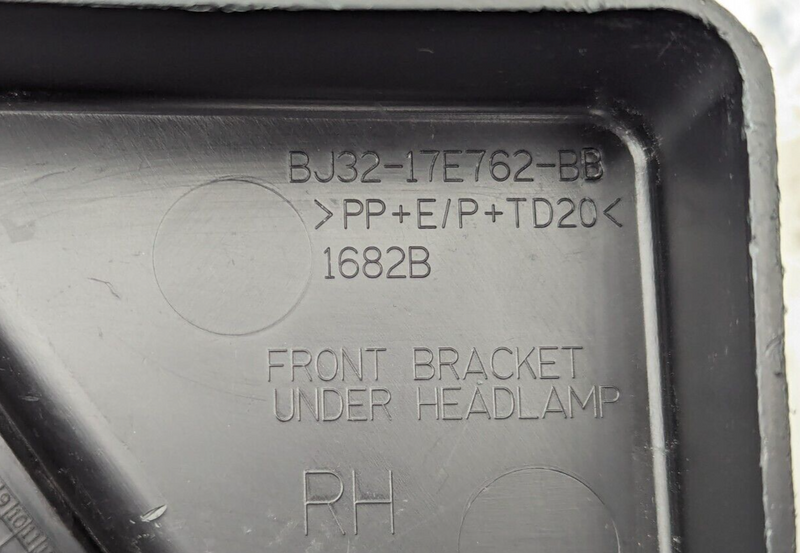 BJ32-17E762-BB
>PP+E/P+TD20<
1682B
FRONT BRACKET
UNDER HEADLAMP
RH